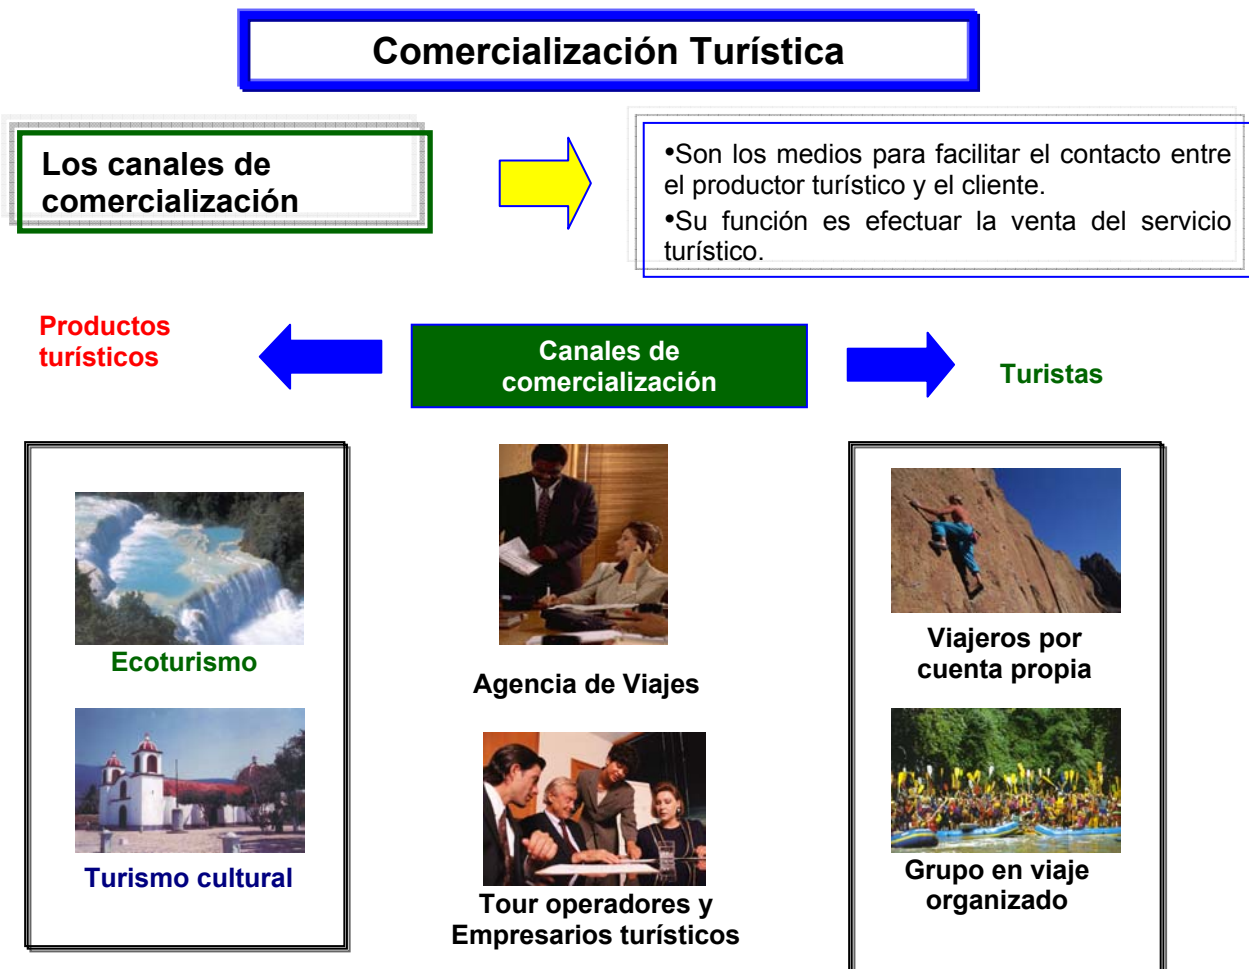 Comercialización Turística
Los canales de
comercialización
•Son los medios para facilitar el contacto entre
el productor turístico y el cliente.
•Su función es efectuar la venta del servicio
turístico.
Productos
turísticos
Canales de
comercialización
Turistas
Ecoturismo
Turismo cultural
Agencia de Viajes
Tour operadores y
Empresarios turísticos
Viajeros por
cuenta propia
Grupo en viaje
organizado